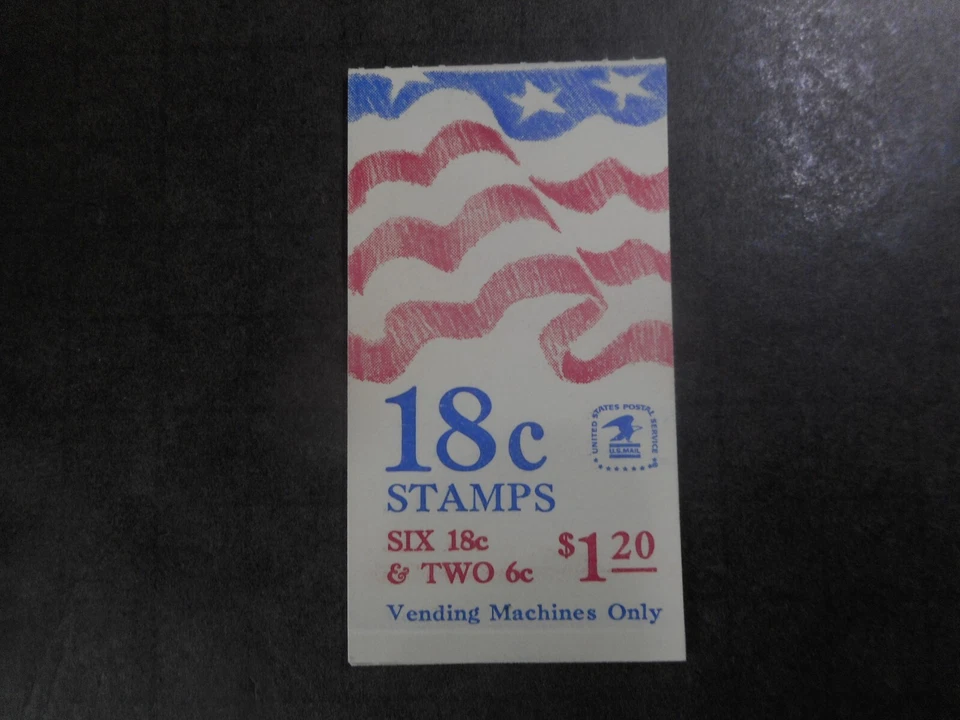 18c
UNITED STATES POSTAL SERVICE
U.S.MAIL
STAMPS
SIX 18c
& TWO 6c
$1 20
Vending Machines Only